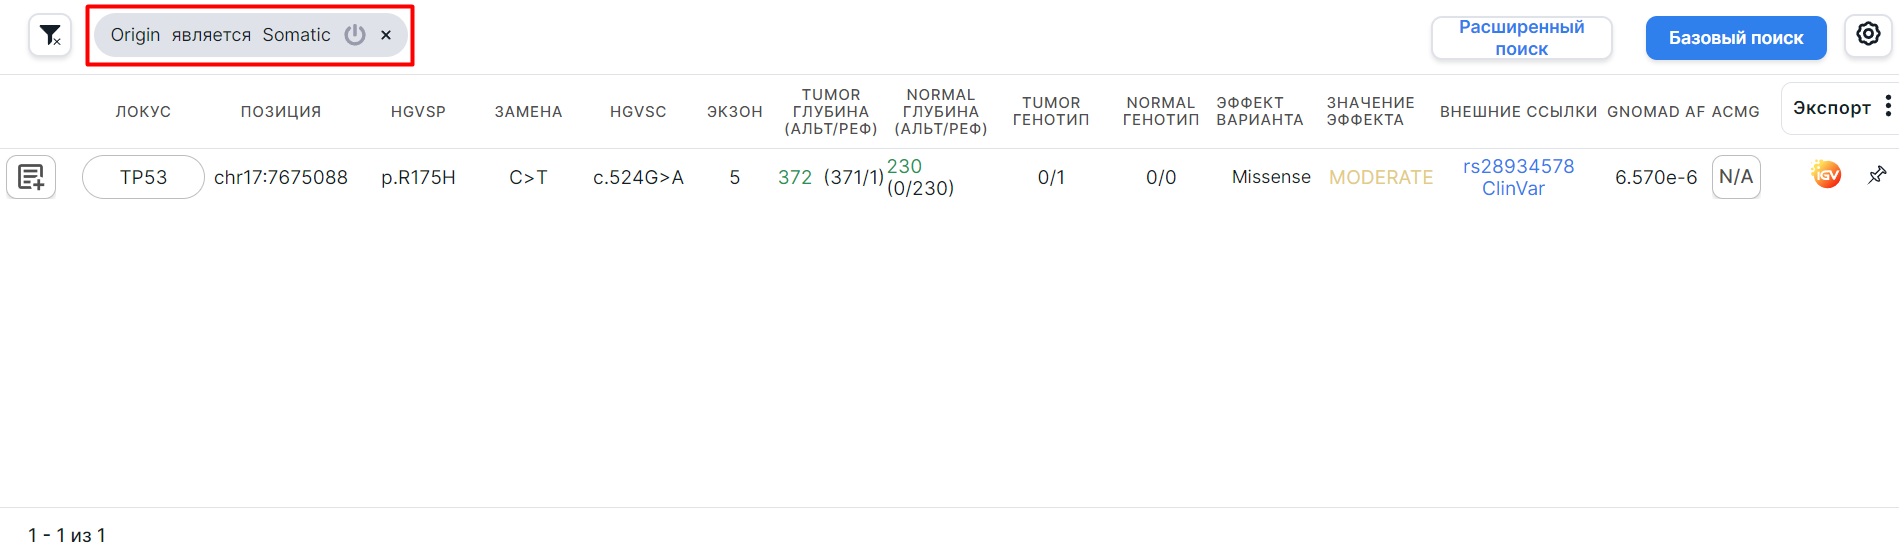 Origin является Somatic
Расширенный
поиск
Базовый поиск
ЛОКУС
ПОЗИЦИЯ
HGVSP
ЗАМЕНА
HGVSC
ЭКЗОН
TUMOR
ГЛУБИНА
(АЛЬТ/РЕФ)
NORMAL
ГЛУБИНА
(АЛЬТ/РЕФ)
TUMOR
ГЕНОТИП
NORMAL
ГЕНОТИП
ЭФФЕКТ
ВАРИАНТА
ЗНАЧЕНИЕ
ЭФФЕКТА
ВНЕШНИЕ ССЫЛКИ
GNOMAD AF
ACMG
Экспорт
TP53
chr17:7675088
p.R175H
C>T
c.524G>A
5
372 (371/1)
230
(0/230)
0/1
0/0
Missense
MODERATE
rs28934578
ClinVar
6.570e-6
N/A
IGV
1 - 1 из 1